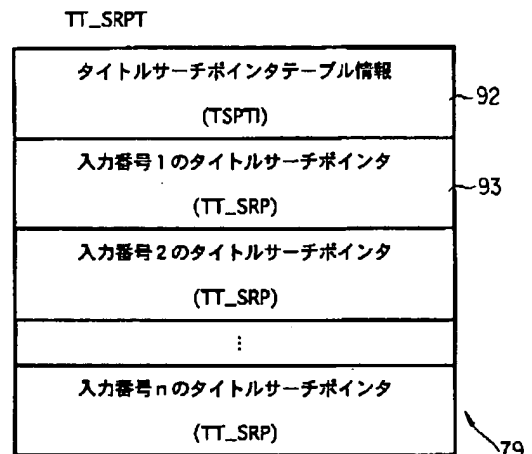 TT_SRPT
タイトルサーチポインタテーブル情報
(TSPTI)
92
入力番号1のタイトルサーチポインタ
(TT_SRP)
93
入力番号2のタイトルサーチポインタ
(TT_SRP)
⋮
入力番号nのタイトルサーチポインタ
(TT_SRP)
79